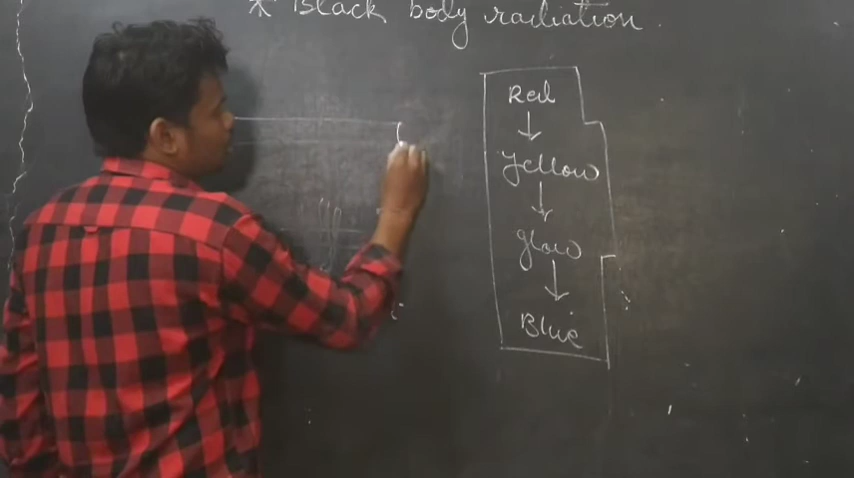 * Black body radiation.
Red
↓
Yellow
↓
glow
↓
Blue